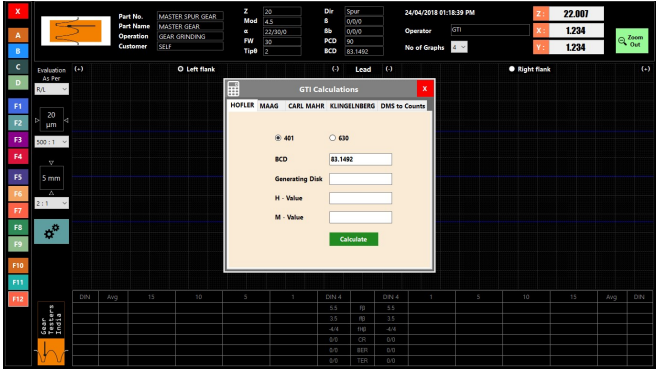 X
A
B
C
D
F1
F2
F3
F4
F5
F6
F7
F8
F9
F10
F11
F12
Part No. MASTER SPUR GEAR
Part Name MASTER GEAR
Operation GEAR GRINDING
Customer SELF
Z 20
Mod 4.5
α 22/30/0
FW 30
Tipθ 2
Dir Spur
ß 0/0/0
ßb 0/0/0
PCD 90
BCD 83.1492
24/04/2018 01:18:39 PM
Operator GTI
No of Graphs 4
Z : 22.007
X : 1.234
Y : 1.234
Zoom Out
Evaluation
As Per
R/L
20
µm
500 : 1
5 mm
2 : 1
Gear
Testers
India
(+) Left flank (-) Lead (-) Right flank (+)
GTI Calculations X
HOFLER MAAG CARL MAHR KLINGELNBERG DMS to Counts
401 630
BCD 83.1492
Generating Disk
H - Value
M - Value
Calculate
DIN Avg 15 10 5 1 DIN 4 DIN 4 1 5 10 15 Avg DIN
5.5 fβ 5.5
3.5 ffβ 3.5
-4/4 fHβ -4/4
0/0 CR 0/0
0/0 BER 0/0
0/0 TER 0/0